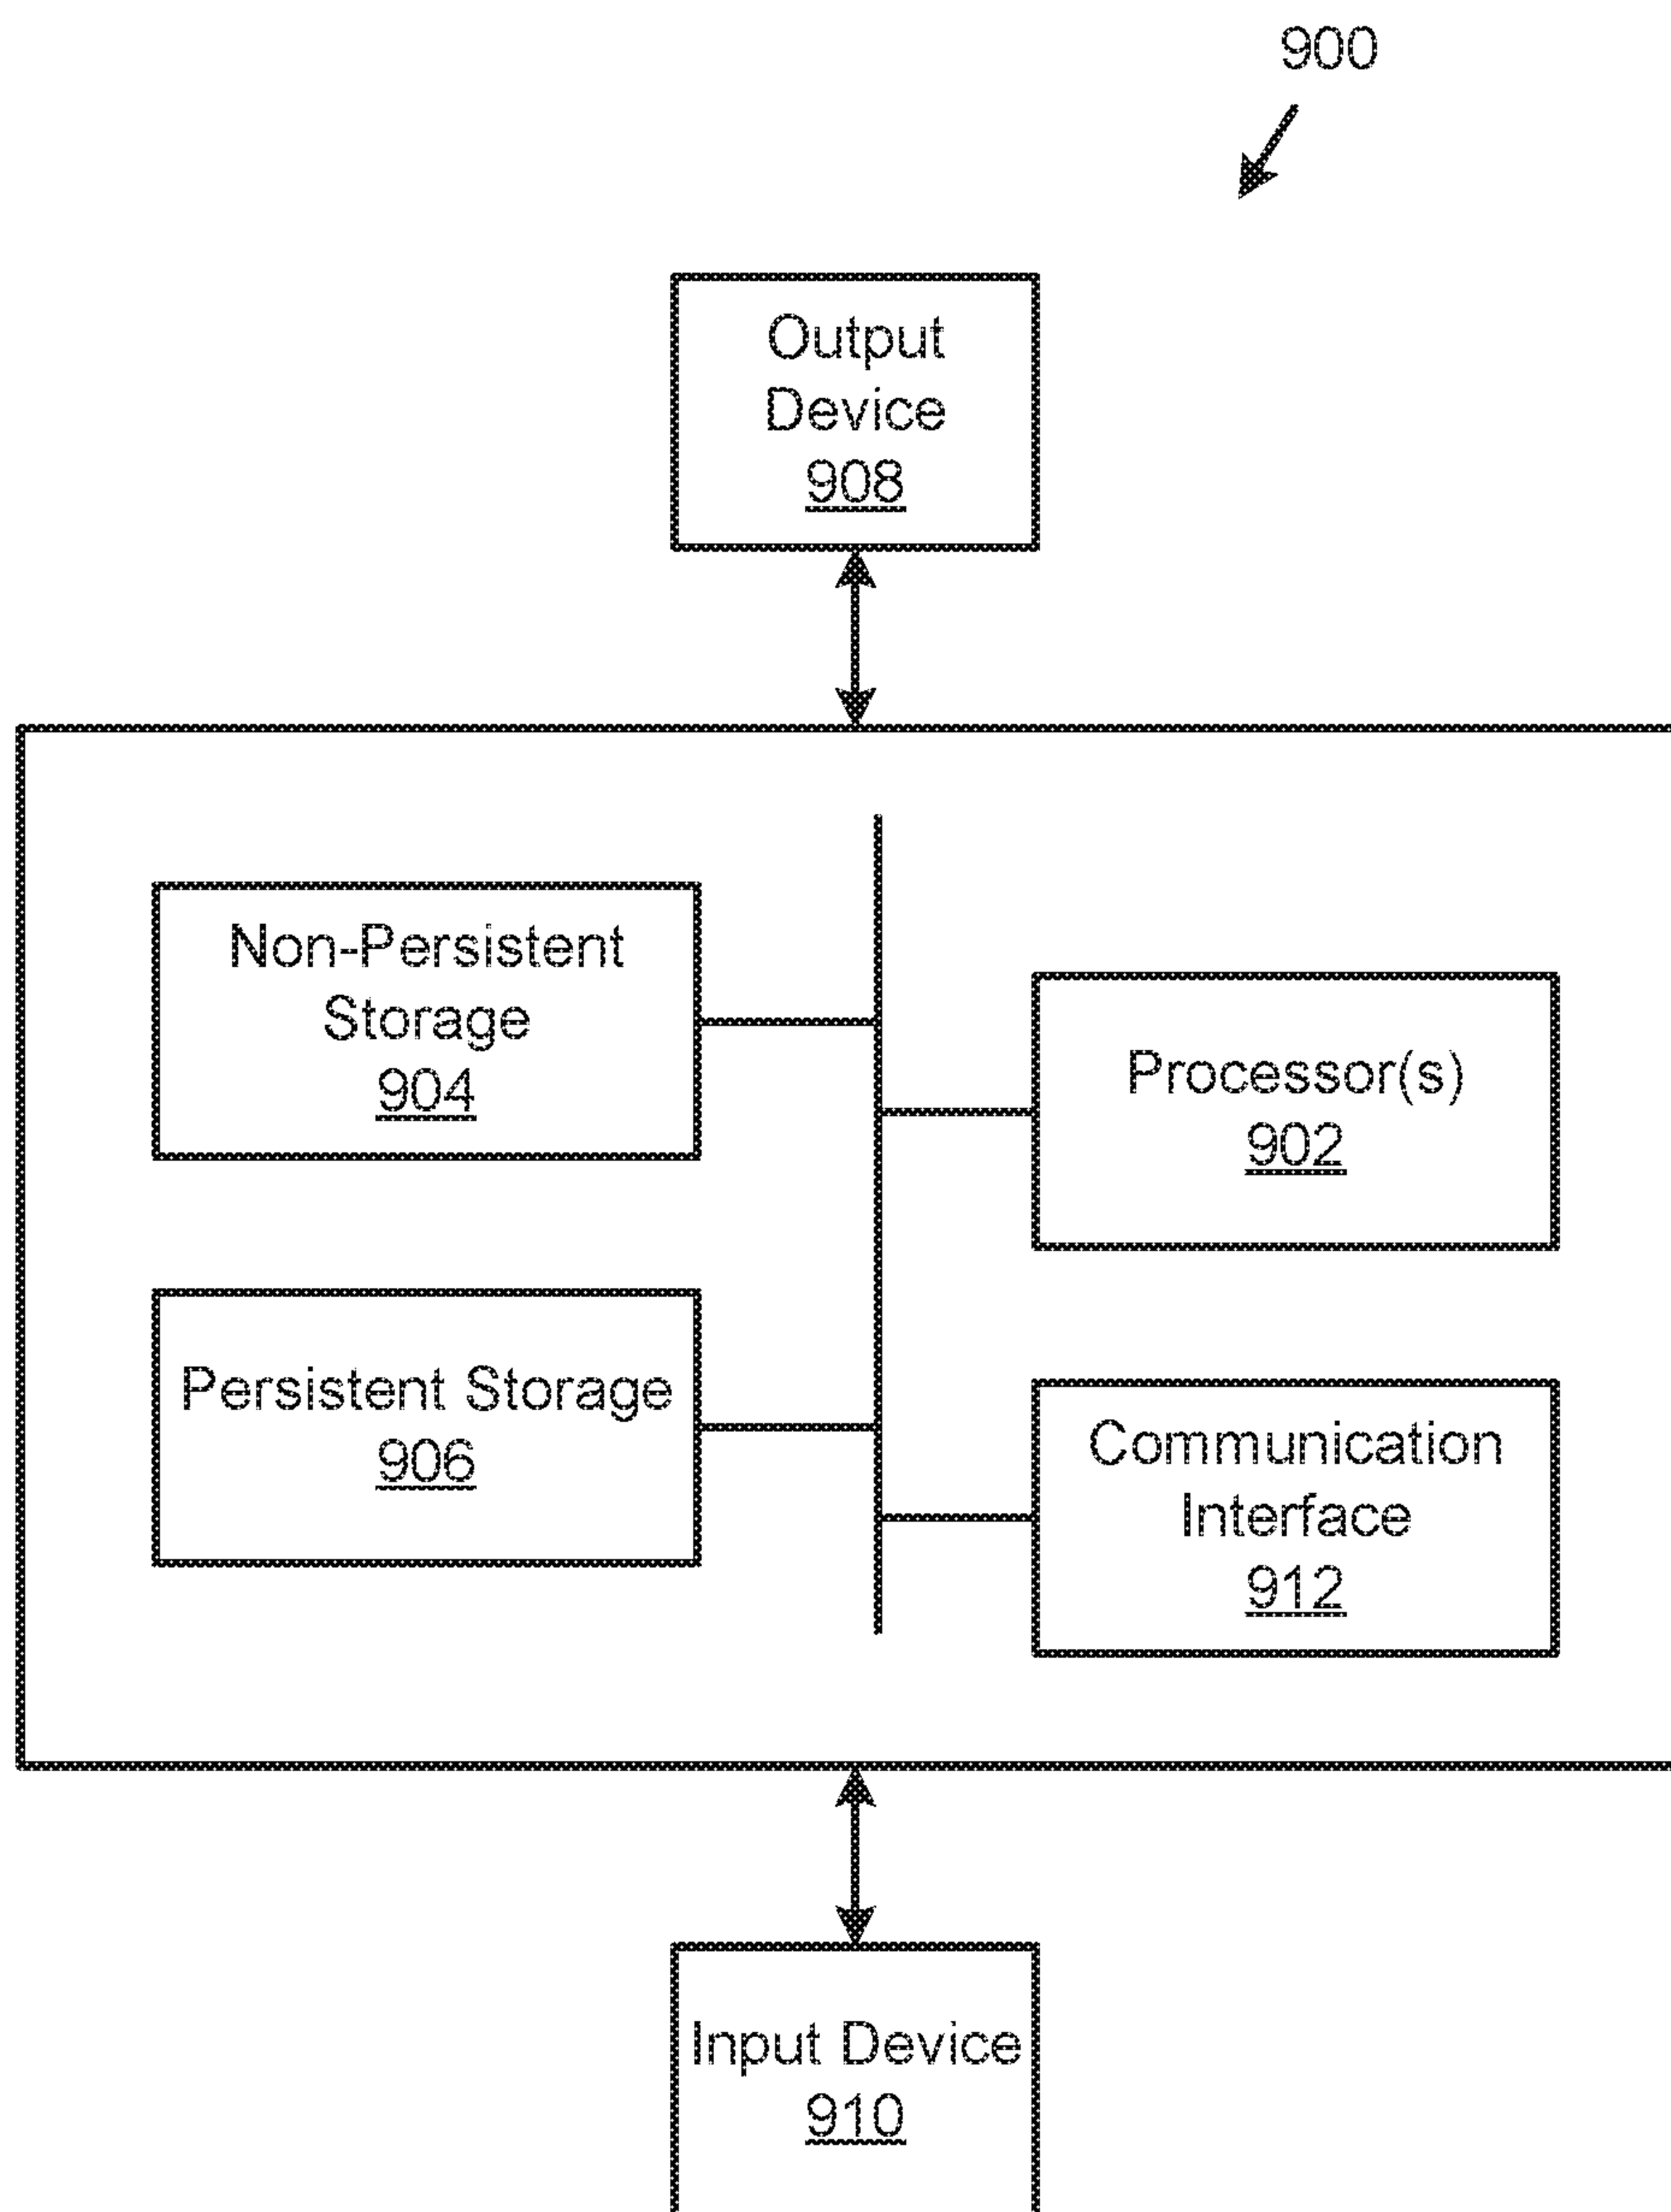 900
Output
Device
908
Non-Persistent
Storage
904
Processor(s)
902
Persistent Storage
906
Communication
Interface
912
Input Device
910